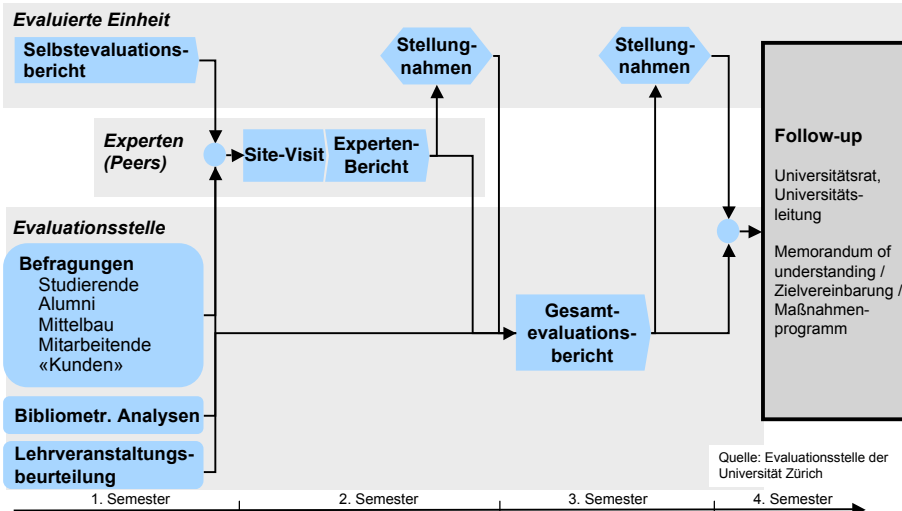 Evaluierte Einheit
Selbstevaluations-
bericht
Stellung-
nahmen
Stellung-
nahmen
Experten
(Peers)
Site-Visit
Experten-
Bericht
Evaluationsstelle
Befragungen
Studierende
Alumni
Mittelbau
Mitarbeitende
«Kunden»
Bibliometr. Analysen
Lehrveranstaltungs-
beurteilung
Gesamt-
evaluations-
bericht
Follow-up
Universitätsrat,
Universitäts-
leitung
Memorandum of
understanding /
Zielvereinbarung /
Maßnahmen-
programm
Quelle: Evaluationsstelle der
Universität Zürich
1. Semester
2. Semester
3. Semester
4. Semester